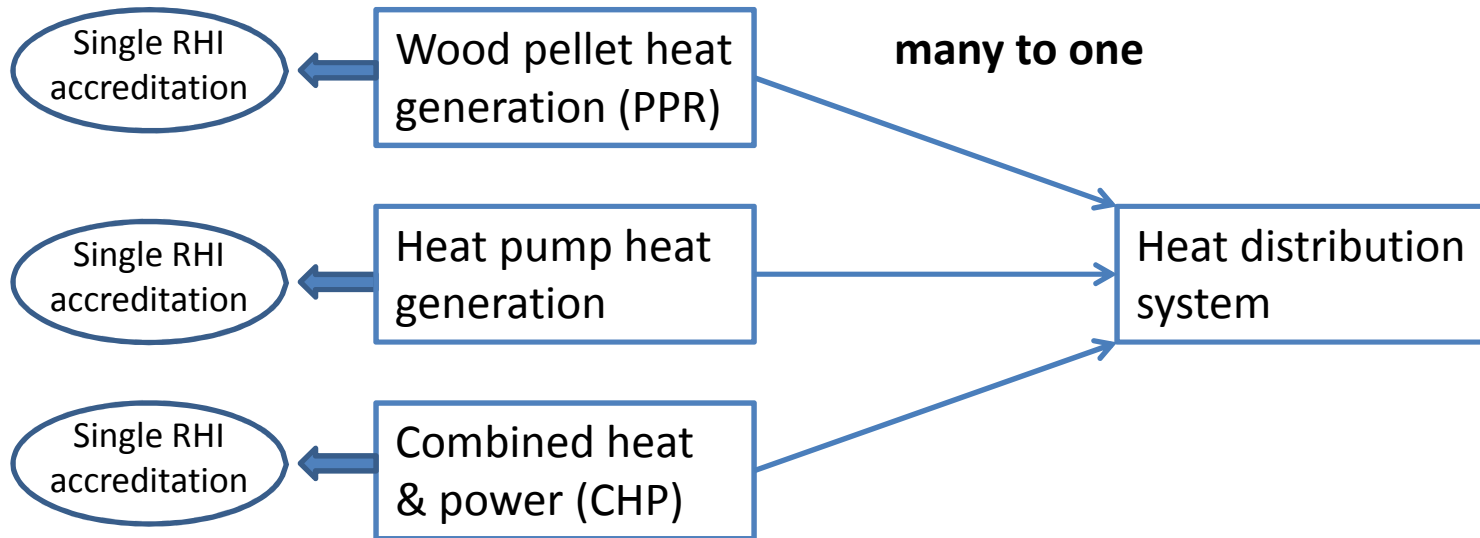 Single RHI
accreditation
Wood pellet heat
generation (PPR)
many to one
Single RHI
accreditation
Heat pump heat
generation
Heat distribution
system
Single RHI
accreditation
Combined heat
& power (CHP)